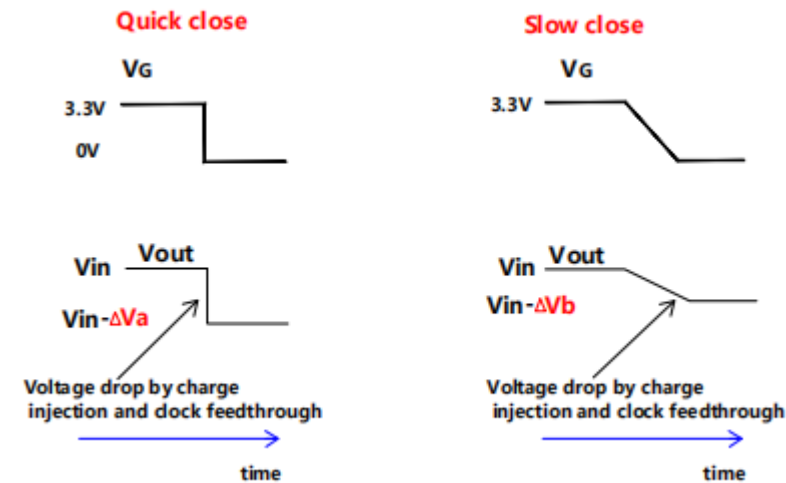 Quick close
VG
3.3V
0V
Vin
Vout
Vin-ΔVa
Voltage drop by charge
injection and clock feedthrough
time
Slow close
VG
3.3V
Vin
Vout
Vin-ΔVb
Voltage drop by charge
injection and clock feedthrough
time